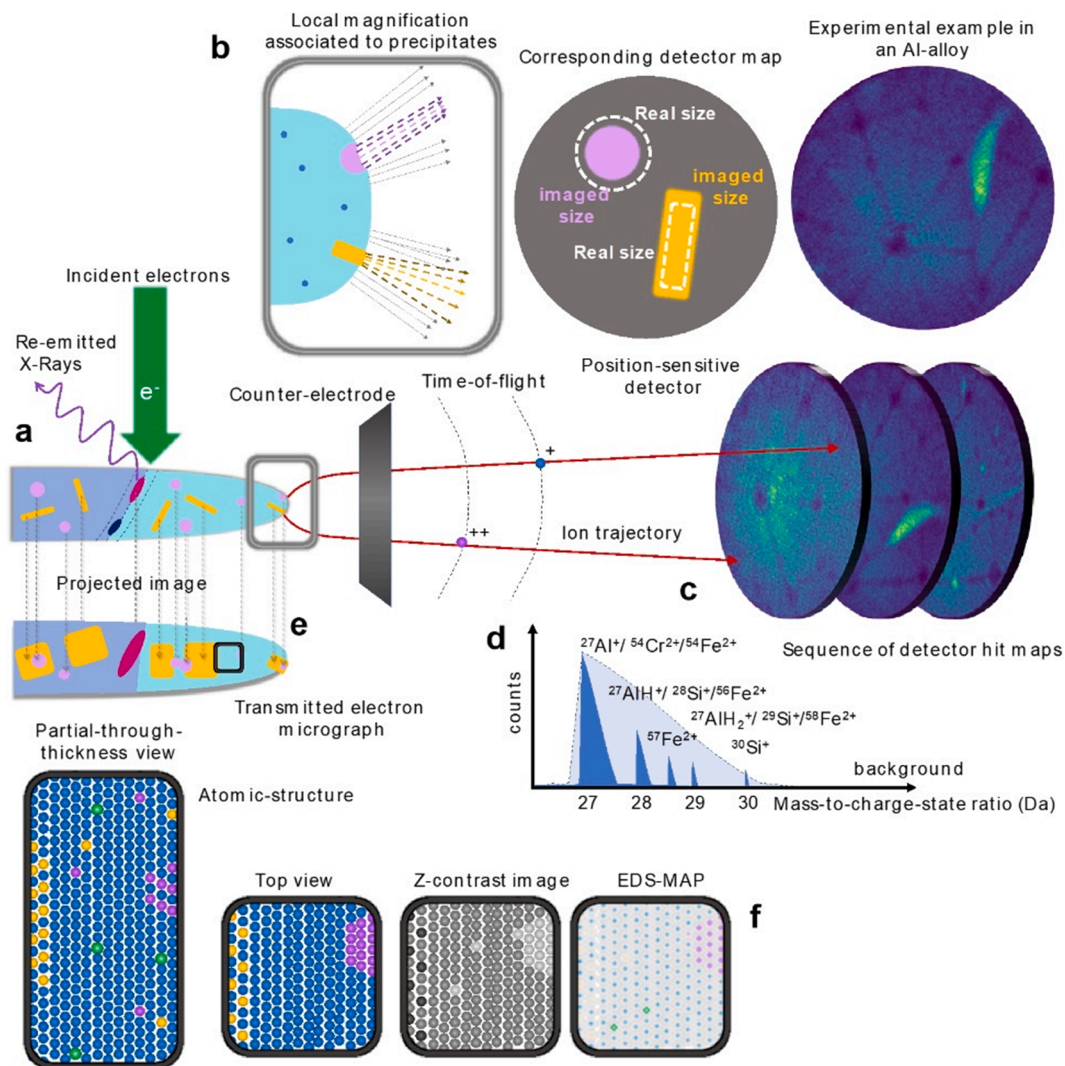 Local magnification
associated to precipitates
b
Corresponding detector map
Experimental example in
an Al-alloy
Real size
imaged
size
imaged
size
Real size
Incident electrons
Re-emitted
X-Rays
e-
Counter-electrode
Time-of-flight
Position-sensitive
detector
a
+
++
Ion trajectory
Projected image
c
e
d
Sequence of detector hit maps
27Al+/ 54Cr2+/54Fe2+
27AlH+/ 28Si+/56Fe2+
27AlH2+/ 29Si+/58Fe2+
57Fe2+
30Si+
counts
background
27 28 29 30 Mass-to-charge-state ratio (Da)
Transmitted electron
micrograph
Partial-through-
thickness view
Atomic-structure
Top view
Z-contrast image
EDS-MAP
f